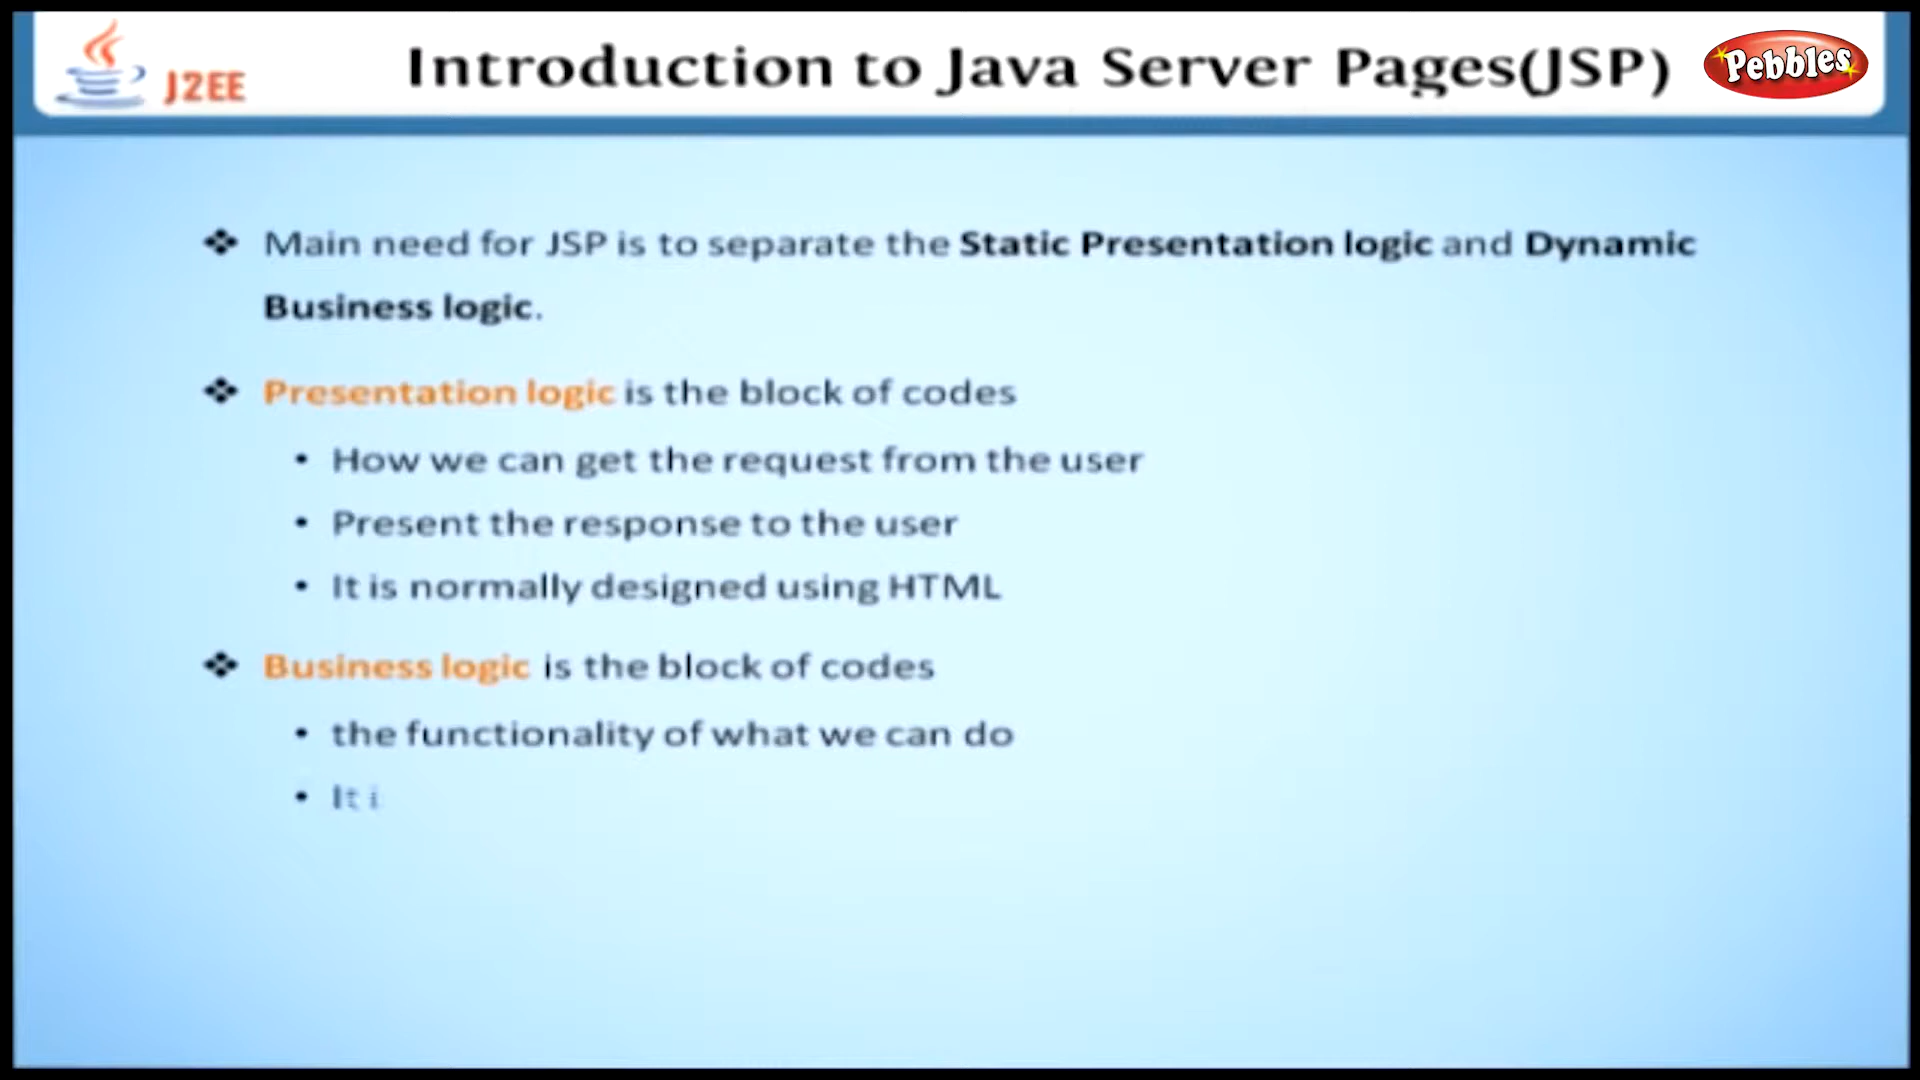 J2EE
Introduction to Java Server Pages(JSP)
Pebbles
❖ Main need for JSP is to separate the Static Presentation logic and Dynamic
Business logic.
❖ Presentation logic is the block of codes
• How we can get the request from the user
• Present the response to the user
• It is normally designed using HTML
❖ Business logic is the block of codes
• the functionality of what we can do
• It i